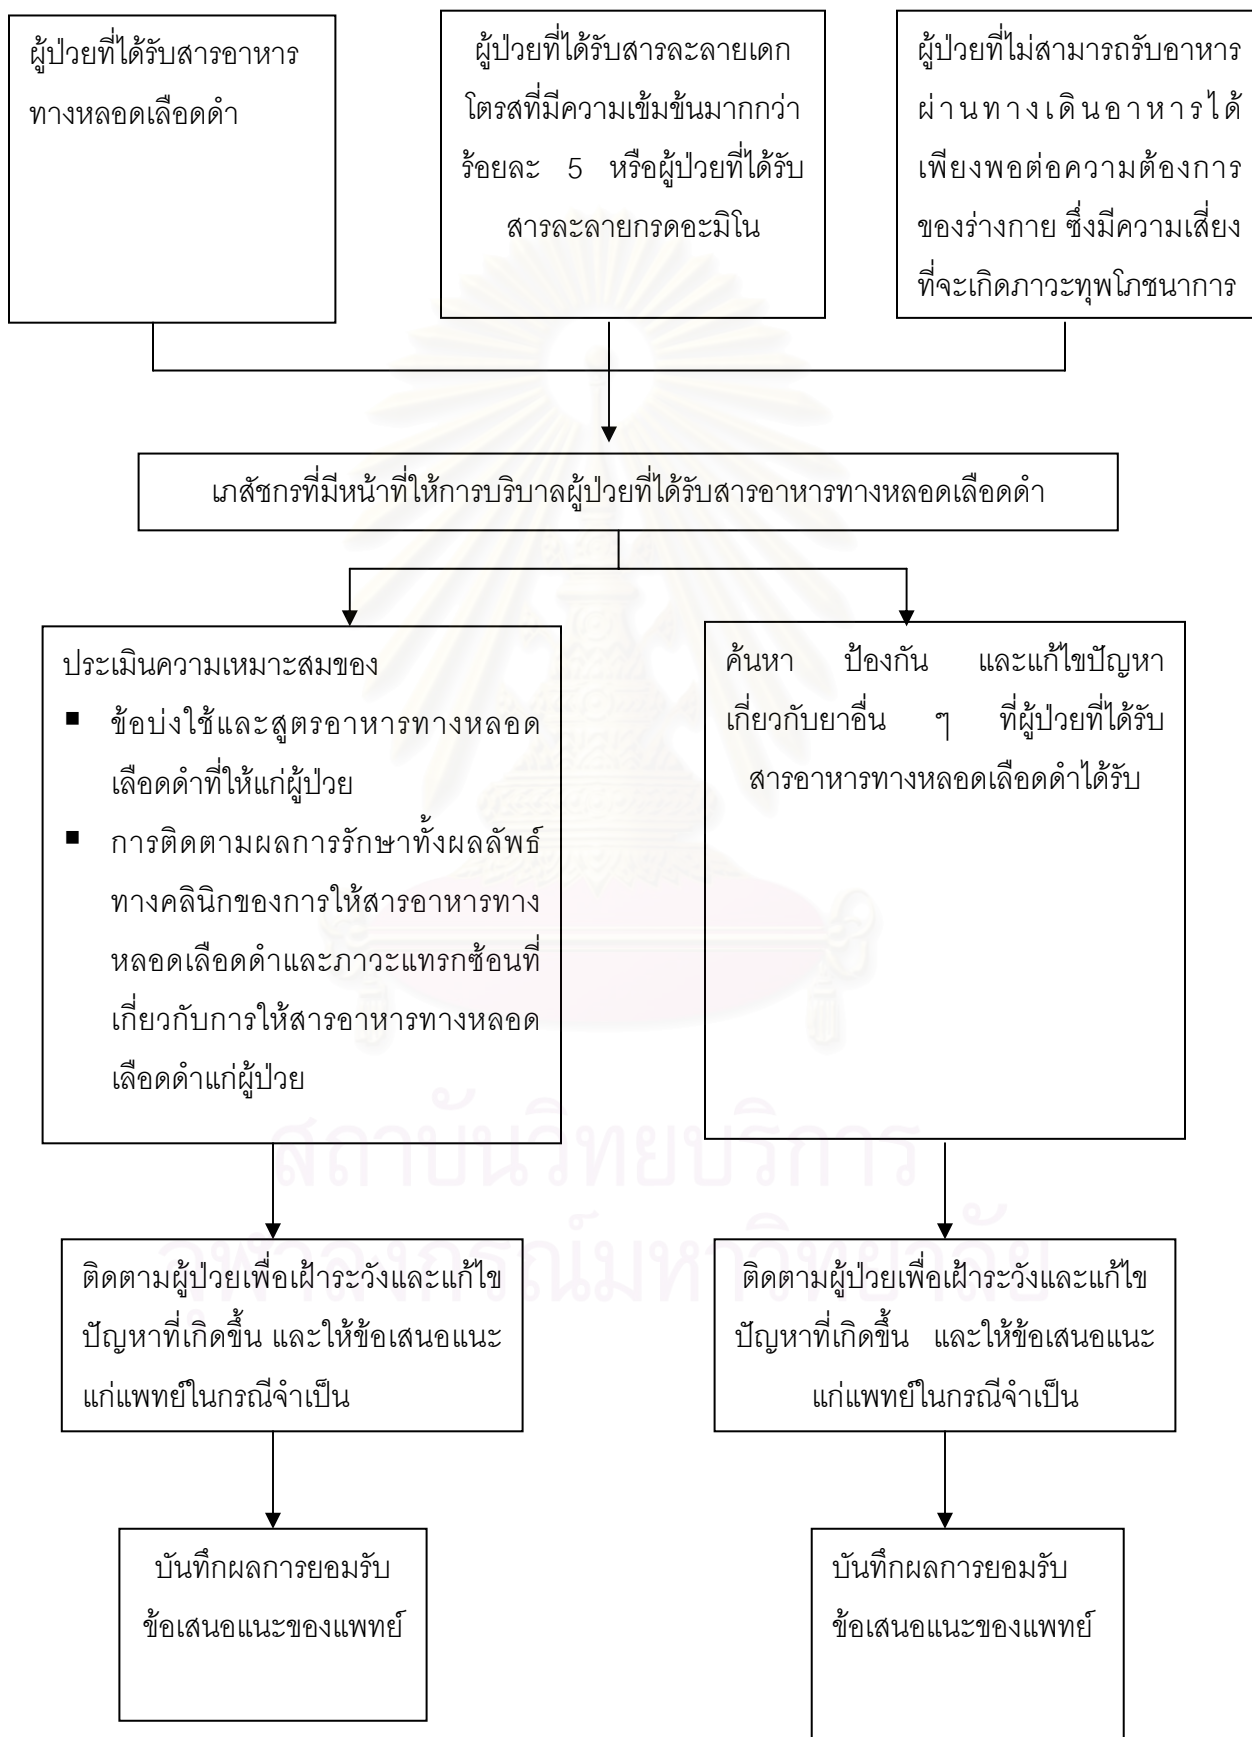 ผู้ป่วยที่ได้รับสารอาหาร
ทางหลอดเลือดดำ
ผู้ป่วยที่ได้รับสารละลายเดก
โตรสที่มีความเข้มข้นมากกว่า
ร้อยละ 5 หรือผู้ป่วยที่ได้รับ
สารละลายกรดอะมิโน
ผู้ป่วยที่ไม่สามารถรับอาหาร
ผ่านทางเดินอาหารได้
เพียงพอต่อความต้องการ
ของร่างกาย ซึ่งมีความเสี่ยง
ที่จะเกิดภาวะทุพโภชนาการ
เภสัชกรที่มีหน้าที่ให้การบริบาลผู้ป่วยที่ได้รับสารอาหารทางหลอดเลือดดำ
ประเมินความเหมาะสมของ
▪ ข้อบ่งใช้และสูตรอาหารทางหลอด
เลือดดำที่ให้แก่ผู้ป่วย
▪ การติดตามผลการรักษาทั้งผลลัพธ์
ทางคลินิกของการให้สารอาหารทาง
หลอดเลือดดำและภาวะแทรกซ้อนที่
เกี่ยวกับการให้สารอาหารทางหลอด
เลือดดำแก่ผู้ป่วย
ค้นหา ป้องกัน และแก้ไขปัญหา
เกี่ยวกับยาอื่น ๆ ที่ผู้ป่วยที่ได้รับ
สารอาหารทางหลอดเลือดดำได้รับ
สถาบันวิทยบริการ
จุฬาลงกรณ์มหาวิทยาลัย
ติดตามผู้ป่วยเพื่อเฝ้าระวังและแก้ไข
ปัญหาที่เกิดขึ้น และให้ข้อเสนอแนะ
แก่แพทย์ในกรณีจำเป็น
ติดตามผู้ป่วยเพื่อเฝ้าระวังและแก้ไข
ปัญหาที่เกิดขึ้น และให้ข้อเสนอแนะ
แก่แพทย์ในกรณีจำเป็น
บันทึกผลการยอมรับ
ข้อเสนอแนะของแพทย์
บันทึกผลการยอมรับ
ข้อเสนอแนะของแพทย์